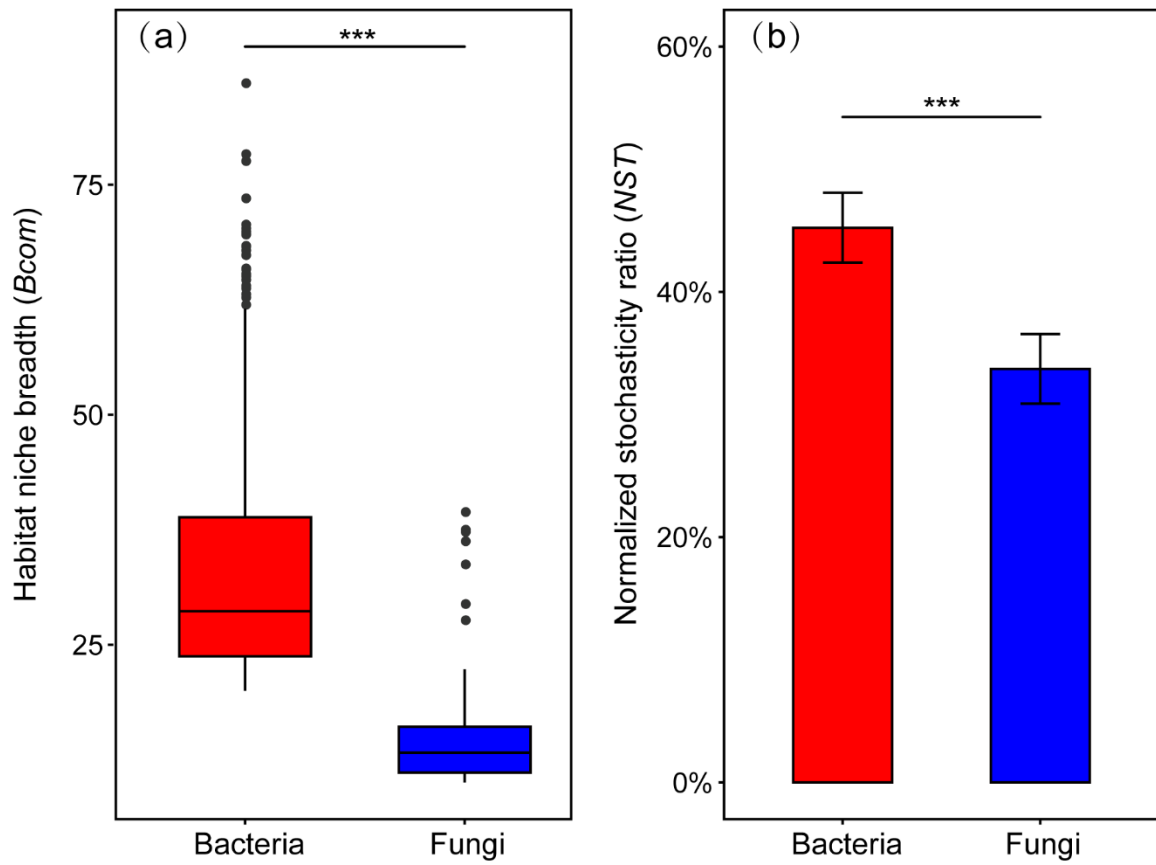 (a)
***
Habitat niche breadth (Bcom)
75
50
25
Bacteria
Fungi
(b)
***
Normalized stochasticity ratio (NST)
60%
40%
20%
0%
Bacteria
Fungi